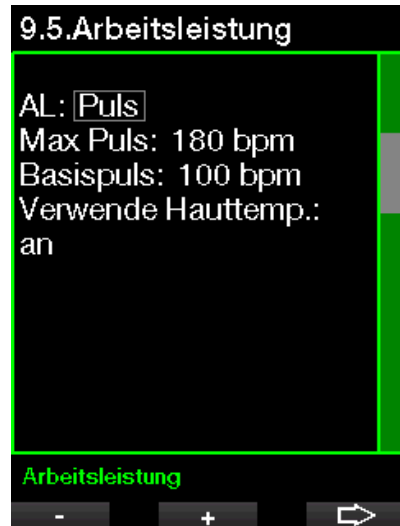 9.5.Arbeitsleistung
AL: Puls
Max Puls: 180 bpm
Basispuls: 100 bpm
Verwende Hauttemp.:
an
Arbeitsleistung
- +